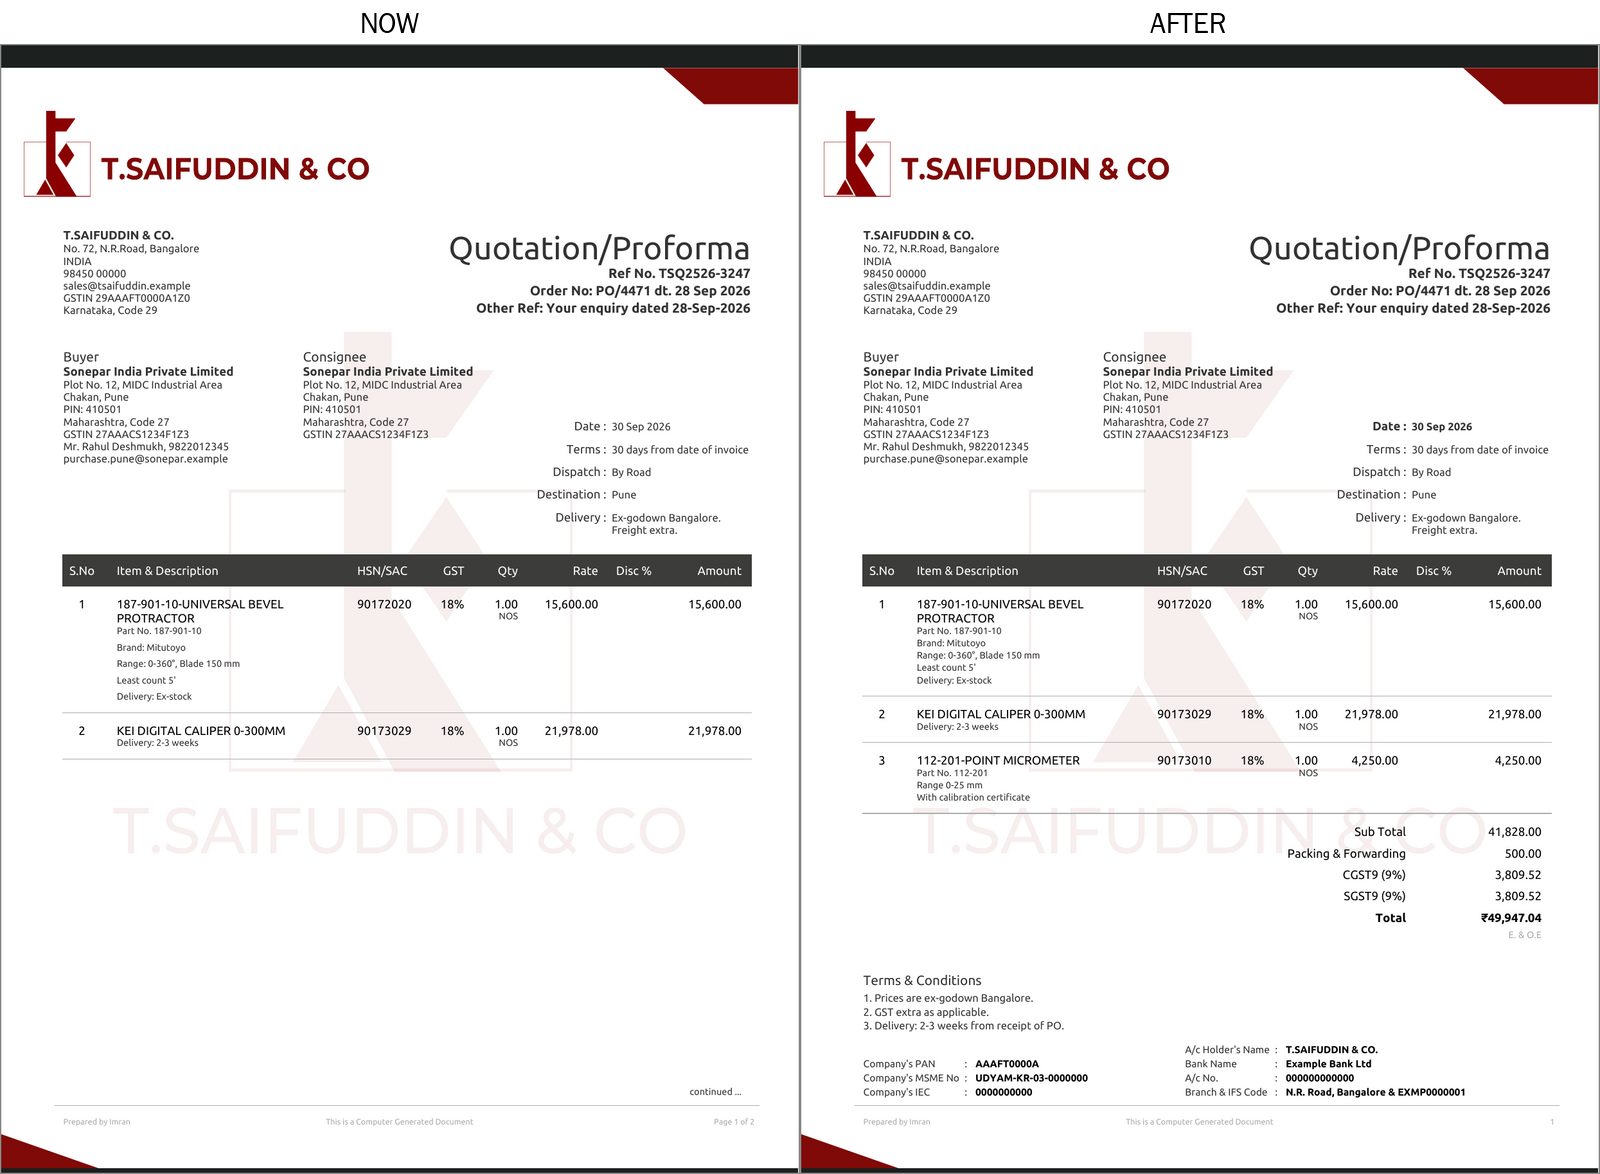 NOW
T.SAIFUDDIN & CO
T.SAIFUDDIN & CO.
No. 72, N.R.Road, Bangalore
INDIA
98450 00000
sales@tsaifuddin.example
GSTIN 29AAAFT0000A1Z0
Karnataka, Code 29
Quotation/Proforma
Ref No. TSQ2526-3247
Order No: PO/4471 dt. 28 Sep 2026
Other Ref: Your enquiry dated 28-Sep-2026
Buyer
Sonepar India Private Limited
Plot No. 12, MIDC Industrial Area
Chakan, Pune
PIN: 410501
Maharashtra, Code 27
GSTIN 27AAACS1234F1Z3
Mr. Rahul Deshmukh, 9822012345
purchase.pune@sonepar.example
Consignee
Sonepar India Private Limited
Plot No. 12, MIDC Industrial Area
Chakan, Pune
PIN: 410501
Maharashtra, Code 27
GSTIN 27AAACS1234F1Z3
Date : 30 Sep 2026
Terms : 30 days from date of invoice
Dispatch : By Road
Destination : Pune
Delivery : Ex-godown Bangalore.
Freight extra.
S.No Item & Description HSN/SAC GST Qty Rate Disc % Amount
1 187-901-10-UNIVERSAL BEVEL 90172020 18% 1.00 15,600.00 15,600.00
PROTRACTOR NOS
Part No. 187-901-10
Brand: Mitutoyo
Range: 0-360°, Blade 150 mm
Least count 5'
Delivery: Ex-stock
2 KEI DIGITAL CALIPER 0-300MM 90173029 18% 1.00 21,978.00 21,978.00
Delivery: 2-3 weeks NOS
T.SAIFUDDIN & CO
continued ...
Prepared by Imran This is a Computer Generated Document Page 1 of 2
AFTER
T.SAIFUDDIN & CO
T.SAIFUDDIN & CO.
No. 72, N.R.Road, Bangalore
INDIA
98450 00000
sales@tsaifuddin.example
GSTIN 29AAAFT0000A1Z0
Karnataka, Code 29
Quotation/Proforma
Ref No. TSQ2526-3247
Order No: PO/4471 dt. 28 Sep 2026
Other Ref: Your enquiry dated 28-Sep-2026
Buyer
Sonepar India Private Limited
Plot No. 12, MIDC Industrial Area
Chakan, Pune
PIN: 410501
Maharashtra, Code 27
GSTIN 27AAACS1234F1Z3
Mr. Rahul Deshmukh, 9822012345
purchase.pune@sonepar.example
Consignee
Sonepar India Private Limited
Plot No. 12, MIDC Industrial Area
Chakan, Pune
PIN: 410501
Maharashtra, Code 27
GSTIN 27AAACS1234F1Z3
Date : 30 Sep 2026
Terms : 30 days from date of invoice
Dispatch : By Road
Destination : Pune
Delivery : Ex-godown Bangalore.
Freight extra.
S.No Item & Description HSN/SAC GST Qty Rate Disc % Amount
1 187-901-10-UNIVERSAL BEVEL 90172020 18% 1.00 15,600.00 15,600.00
PROTRACTOR NOS
Part No. 187-901-10
Brand: Mitutoyo
Range: 0-360°, Blade 150 mm
Least count 5'
Delivery: Ex-stock
2 KEI DIGITAL CALIPER 0-300MM 90173029 18% 1.00 21,978.00 21,978.00
Delivery: 2-3 weeks NOS
3 112-201-POINT MICROMETER 90173010 18% 1.00 4,250.00 4,250.00
Part No. 112-201 NOS
Range 0-25 mm
With calibration certificate
T.SAIFUDDIN & CO
Sub Total 41,828.00
Packing & Forwarding 500.00
CGST9 (9%) 3,809.52
SGST9 (9%) 3,809.52
Total ₹49,947.04
E. & O.E
Terms & Conditions
1. Prices are ex-godown Bangalore.
2. GST extra as applicable.
3. Delivery: 2-3 weeks from receipt of PO.
Company's PAN : AAAFT0000A
Company's MSME No : UDYAM-KR-03-0000000
Company's IEC : 0000000000
A/c Holder's Name : T.SAIFUDDIN & CO.
Bank Name : Example Bank Ltd
A/c No. : 000000000000
Branch & IFS Code : N.R. Road, Bangalore & EXMP0000001
Prepared by Imran This is a Computer Generated Document 1